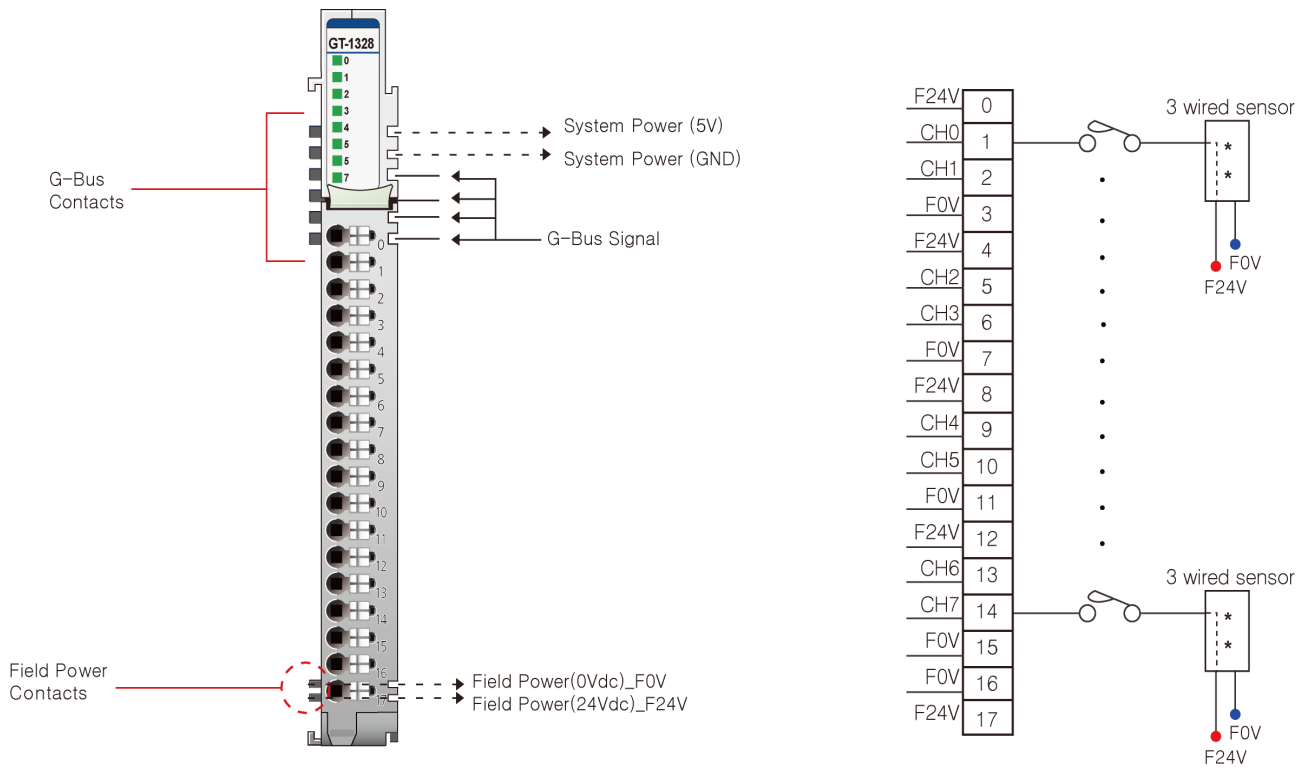 GT-1328
0
1
2
3
4
5
5
7
G-Bus
Contacts
System Power (5V)
System Power (GND)
G-Bus Signal
0
1
2
3
4
5
6
7
8
9
10
11
12
13
14
15
16
17
Field Power
Contacts
Field Power(0Vdc)_F0V
Field Power(24Vdc)_F24V
F24V 0
CH0 1
CH1 2
F0V 3
F24V 4
CH2 5
CH3 6
F0V 7
F24V 8
CH4 9
CH5 10
F0V 11
F24V 12
CH6 13
CH7 14
F0V 15
F0V 16
F24V 17
3 wired sensor
*
*
F0V
F24V
3 wired sensor
*
*
F0V
F24V